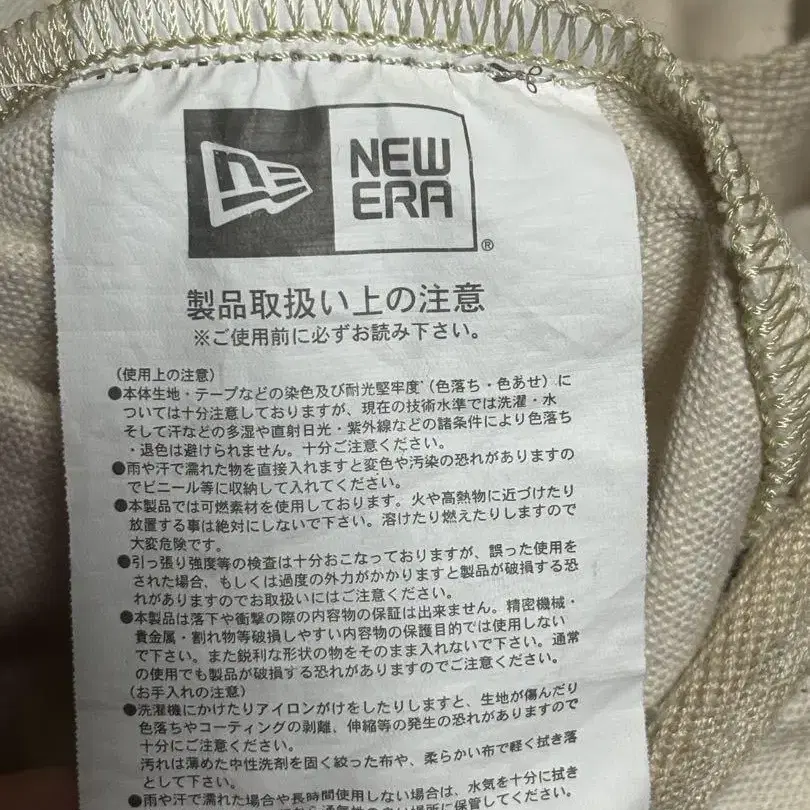 NEW
ERA
®
製品取扱い上の注意
※ご使用前に必ずお読み下さい。
(使用上の注意)
●本体生地・テープなどの染色及び耐光堅牢度(色落ち・色あせ)に
ついては十分注意しておりますが、現在の技術水準では洗濯・水
そして汗などの多湿や直射日光・紫外線などの諸条件により色落ち
・退色は避けられません。十分ご注意ください。
●雨や汗で濡れた物を直接入れますと変色や汚染の恐れがありますの
でビニール等に収納して入れてください。
●本製品では可燃素材を使用しております。火や高熱物に近づけたり
放置する事は絶対にしないで下さい。溶けたり燃えたりしますので
大変危険です。
●引っ張り強度等の検査は十分おこなっておりますが、誤った使用を
された場合、もしくは過度の外力がかかりますと製品が破損する恐
れがありますのでお取扱いにはご注意ください。
●本製品は落下や衝撃の際の内容物の保証は出来ません。精密機械・
貴金属・割れ物等破損しやすい内容物の保護目的では使用しない
で下さい。また鋭利な形状の物をそのまま入れないで下さい。通常
の使用でも製品が破損する恐れがありますのでご注意ください。
(お手入れの注意)
●洗濯機にかけたりアイロンがけをしたりしますと、生地が傷んだり
色落ちやコーティングの剥離、伸縮等の発生の恐れがありますので
十分にご注意ください。
汚れは薄めた中性洗剤を固く絞った布や、柔らかい布で軽く拭き落
として下さい。
●雨や汗で濡れた場合や長時間使用しない場合は、水気を十分に拭き
場所に保管してください。